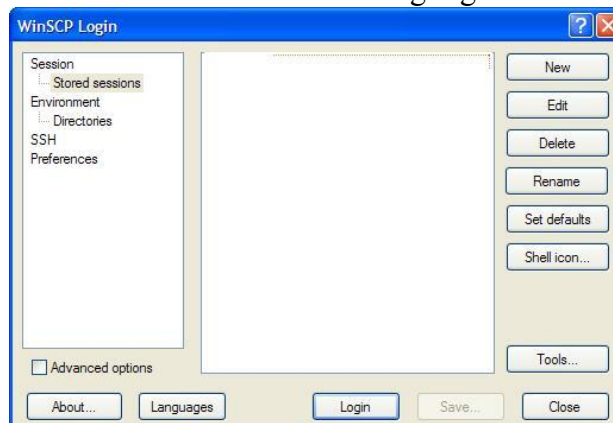 WinSCP Login
Session
Stored sessions
Environment
Directories
SSH
Preferences
Advanced options
New
Edit
Delete
Rename
Set defaults
Shell icon...
Tools...
About...
Languages
Login
Save...
Close